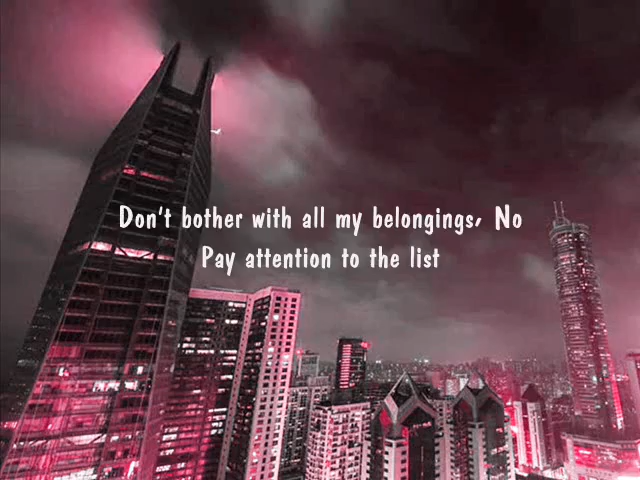 Don't bother with all my belongings, No
Pay attention to the list